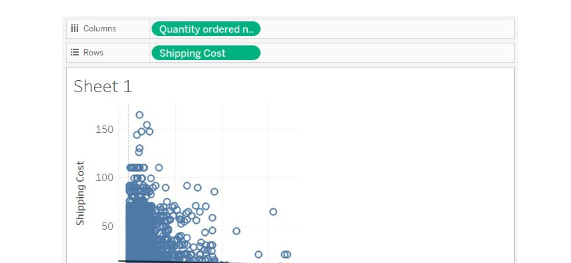 Columns Quantity ordered n..
Rows Shipping Cost
Sheet 1
150
100
50
Shipping Cost